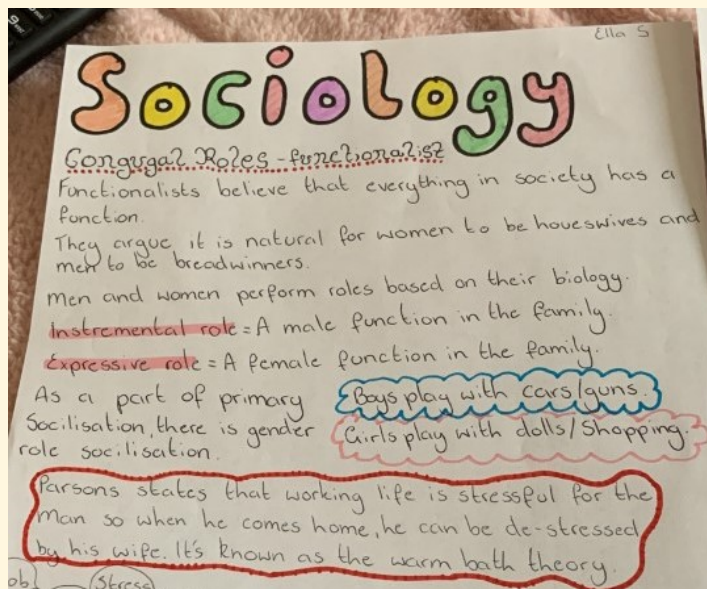 Ella S
Sociology
Congugal Roles - functionalist
Functionalists believe that everything in society has a
function.
They argue it is natural for women to be houeswives and
men to be breadwinners.
Men and women perform roles based on their biology.
Instremental role = A male function in the family.
Expressive role = A female function in the family.
As a part of primary
Socilisation, there is gender
role socilisation.
Boys play with cars/guns.
Girls play with dolls/Shopping.
Parsons states that working life is stressful for the
man so when he comes home, he can be de-stressed
by his wife. It's known as the warm bath theory.
Stress